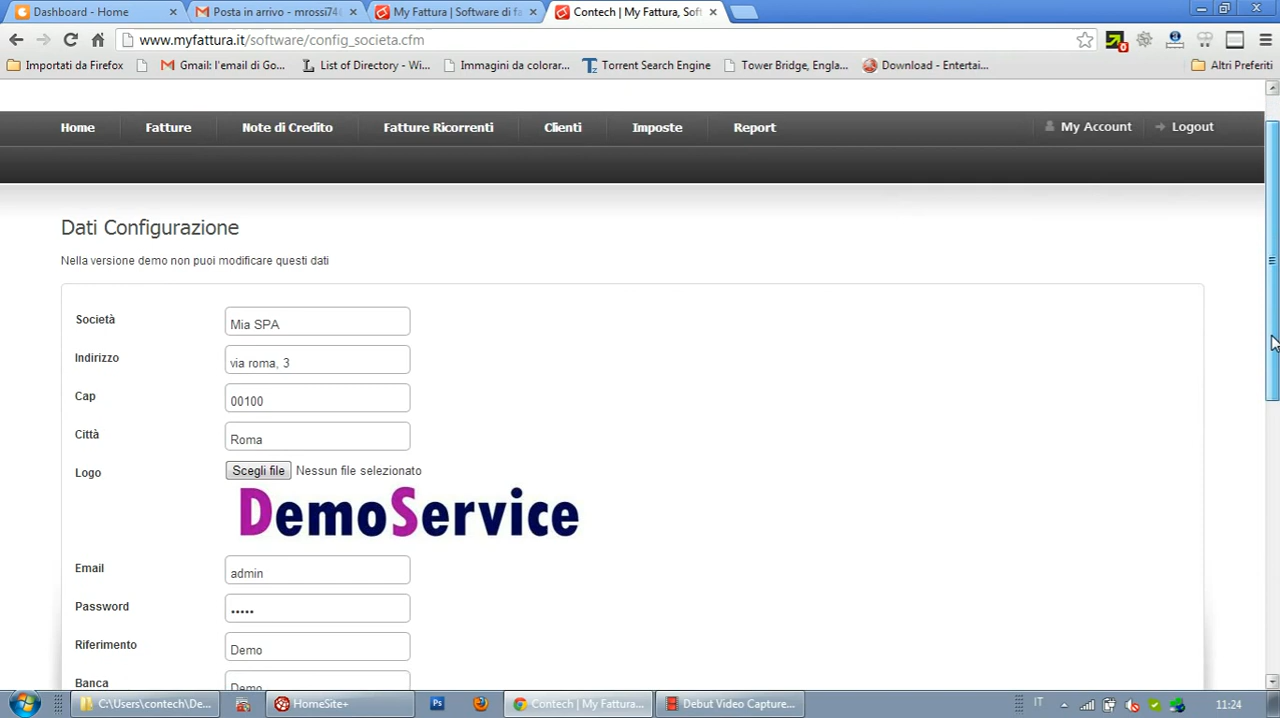 Dashboard - Home
Posta in arrivo - mrossi74
My Fattura | Software di fa
Contech | My Fattura, Soft
www.myfattura.it/software/config_societa.cfm
Importati da Firefox
Gmail: l'email di Go...
List of Directory - Wi...
Immagini da colorar...
Torrent Search Engine
Tower Bridge, Engla...
Download - Entertai...
Altri Preferiti
Home
Fatture
Note di Credito
Fatture Ricorrenti
Clienti
Imposte
Report
My Account
Logout
Dati Configurazione
Nella versione demo non puoi modificare questi dati
Società
Mia SPA
Indirizzo
via roma, 3
Cap
00100
Città
Roma
Logo
Scegli file Nessun file selezionato
DemoService
Email
admin
Password
•••••
Riferimento
Demo
Banca
Demo
C:\Users\contech\De...
HomeSite+
Ps
Contech | My Fattura...
Debut Video Capture...
IT
11:24